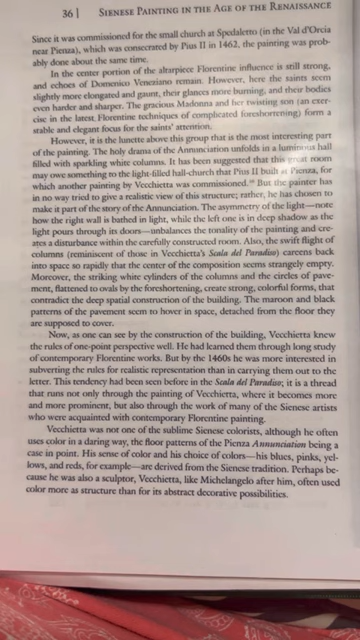 36 | SIENESE PAINTING IN THE AGE OF THE RENAISSANCE
Since it was commissioned for the small church at Spedaletto (in the Val d'Orcia
near Pienza), which was consecrated by Pius II in 1462, the painting was prob-
ably done about the same time.
In the center portion of the altarpiece Florentine influence is still strong,
and echoes of Domenico Veneziano remain. However, here the saints seem
slightly more elongated and gaunt, their glances more burning, and their bodies
even harder and sharper. The gracious Madonna and her twisting son (an exer-
cise in the latest Florentine techniques of complicated foreshortening) form a
stable and elegant focus for the saints' attention.
However, it is the lunette above this group that is the most interesting part
of the painting. The holy drama of the Annunciation unfolds in a luminous hall
filled with sparkling white columns. It has been suggested that this great room
may owe something to the light-filled hall-church that Pius II built at Pienza, for
which another painting by Vecchietta was commissioned. But the painter has
in no way tried to give a realistic view of this structure; rather, he has chosen to
make it part of the story of the Annunciation. The asymmetry of the light—note
how the right wall is bathed in light, while the left one is in deep shadow as the
light pours through its doors—unbalances the tonality of the painting and cre-
ates a disturbance within the carefully constructed room. Also, the swift flight of
columns (reminiscent of those in Vecchietta's Scala del Paradiso) careens back
into space so rapidly that the center of the composition seems strangely empty.
Moreover, the striking white cylinders of the columns and the circles of pave-
ment, flattened to ovals by the foreshortening, create strong, colorful forms, that
contradict the deep spatial construction of the building. The maroon and black
patterns of the pavement seem to hover in space, detached from the floor they
are supposed to cover.
Now, as one can see by the construction of the building, Vecchietta knew
the rules of one-point perspective well. He had learned them through long study
of contemporary Florentine works. But by the 1460s he was more interested in
subverting the rules for realistic representation than in carrying them out to the
letter. This tendency had been seen before in the Scala del Paradiso; it is a thread
that runs not only through the painting of Vecchietta, where it becomes more
and more prominent, but also through the work of many of the Sienese artists
who were acquainted with contemporary Florentine painting.
Vecchietta was not one of the sublime Sienese colorists, although he often
uses color in a daring way, the floor patterns of the Pienza Annunciation being a
case in point. His sense of color and his choice of colors—his blues, pinks, yel-
lows, and reds, for example—are derived from the Sienese tradition. Perhaps be-
cause he was also a sculptor, Vecchietta, like Michelangelo after him, often used
color more as structure than for its abstract decorative possibilities.